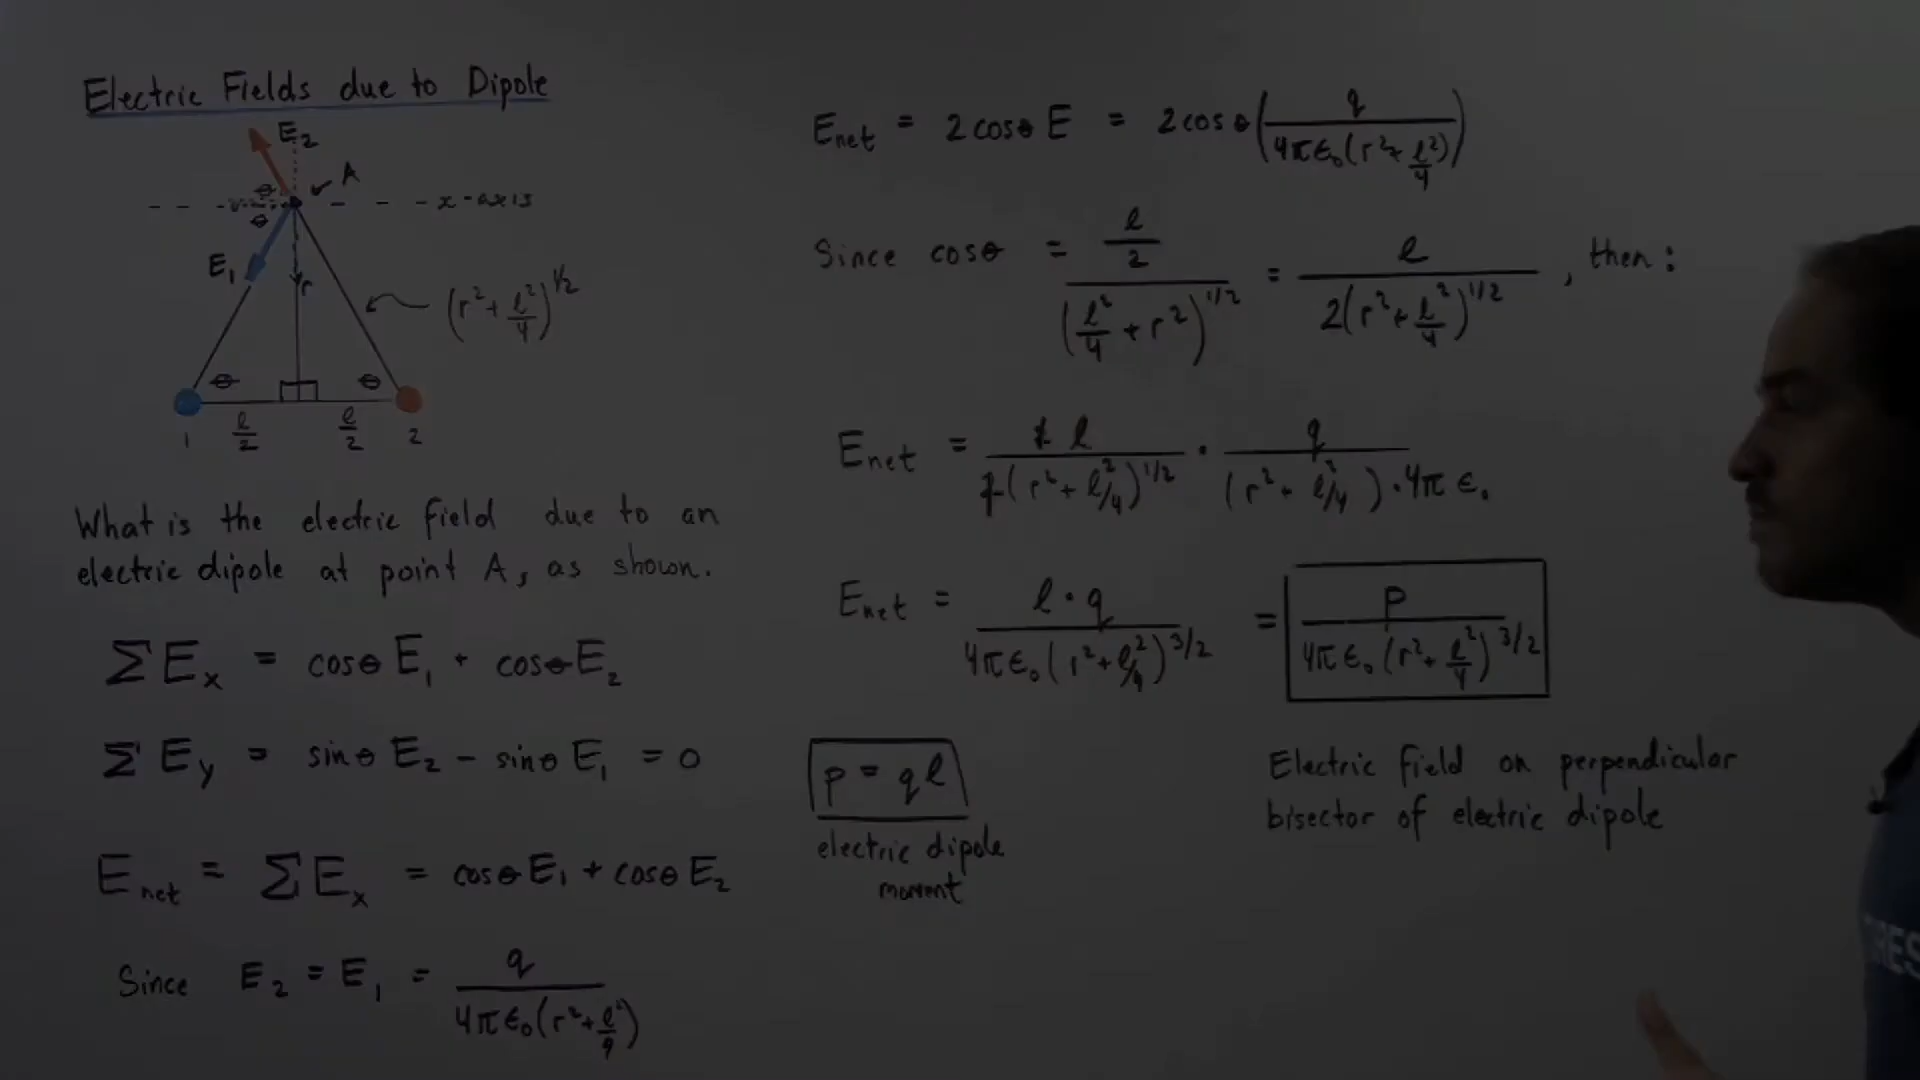 Electric Fields due to Dipole
E₂
A
θ
x-axis
θ
E₁
r
(r² + l²/4)^1/2
θ θ
1 l/2 l/2 2
What is the electric field due to an
electric dipole at point A, as shown.
ΣEx = cosθ E₁ + cosθ E₂
ΣEy = sinθ E₂ - sinθ E₁ = 0
Enet = ΣEx = cosθ E₁ + cosθ E₂
Since E₂ = E₁ = q / 4πε₀(r² + l²/4)
Enet = 2cosθ E = 2cosθ (q / 4πε₀(r² + l²/4))
Since cosθ = (l/2) / (l²/4 + r²)^1/2 = l / 2(r² + l²/4)^1/2 , then:
Enet = 2 l / 2(r² + l²/4)^1/2 · q / (r² + l²/4) · 4πε₀
Enet = l · q / 4πε₀(r² + l²/4)^3/2 = P / 4πε₀(r² + l²/4)^3/2
p = ql
electric dipole
moment
Electric field on perpendicular
bisector of electric dipole